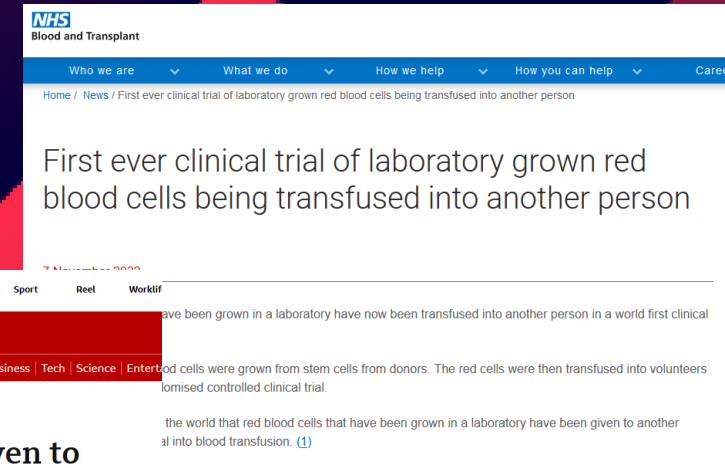 NHS
Blood and Transplant
Who we are What we do How we help How you can help Caree
Home / News / First ever clinical trial of laboratory grown red blood cells being transfused into another person
First ever clinical trial of laboratory grown red
blood cells being transfused into another person
7 November 2022
Sport Reel Worklif
ave been grown in a laboratory have now been transfused into another person in a world first clinical
siness | Tech | Science | Entert
od cells were grown from stem cells from donors. The red cells were then transfused into volunteers
lomised controlled clinical trial.
the world that red blood cells that have been grown in a laboratory have been given to another
al into blood transfusion. (1)
ven to